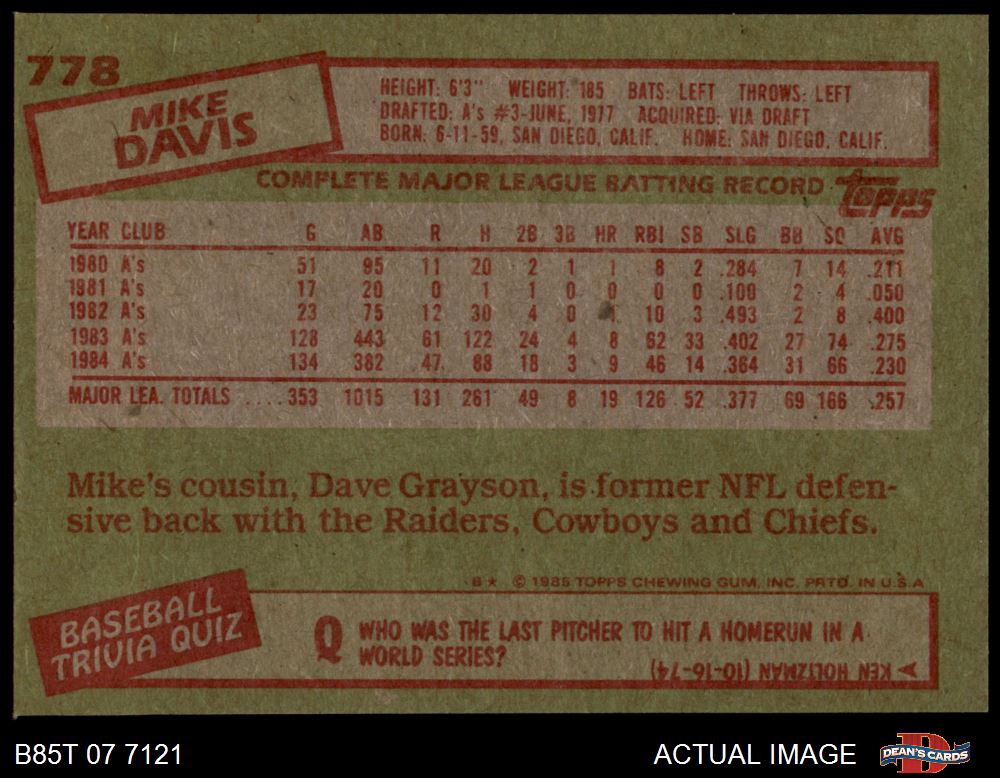 778
MIKE
DAVIS
HEIGHT: 6'3" WEIGHT: 185 BATS: LEFT THROWS: LEFT
DRAFTED: A's #3-JUNE, 1977 ACQUIRED: VIA DRAFT
BORN: 6-11-59, SAN DIEGO, CALIF. HOME: SAN DIEGO, CALIF.
COMPLETE MAJOR LEAGUE BATTING RECORD topps
YEAR CLUB G AB R H 2B 3B HR RBI SB SLG BB SO AVG
1980 A's 51 95 11 20 2 1 1 8 2 .284 7 14 .211
1981 A's 17 20 0 1 1 0 0 0 0 .100 2 4 .050
1982 A's 23 75 12 30 4 0 1 10 3 .493 2 8 .400
1983 A's 128 443 61 122 24 4 8 62 33 .402 27 74 .275
1984 A's 134 382 47 88 18 3 9 46 14 .364 31 66 .230
MAJOR LEA. TOTALS ....353 1015 131 261 49 8 19 126 52 .377 69 166 .257
Mike's cousin, Dave Grayson, is former NFL defen-
sive back with the Raiders, Cowboys and Chiefs.
B★ © 1985 TOPPS CHEWING GUM, INC. PRTD. IN U.S.A
BASEBALL
TRIVIA QUIZ
Q WHO WAS THE LAST PITCHER TO HIT A HOMERUN IN A
WORLD SERIES?
KEN HOLTZMAN (10-16-74)
B85T 07 7121 ACTUAL IMAGE DEAN'S CARDS